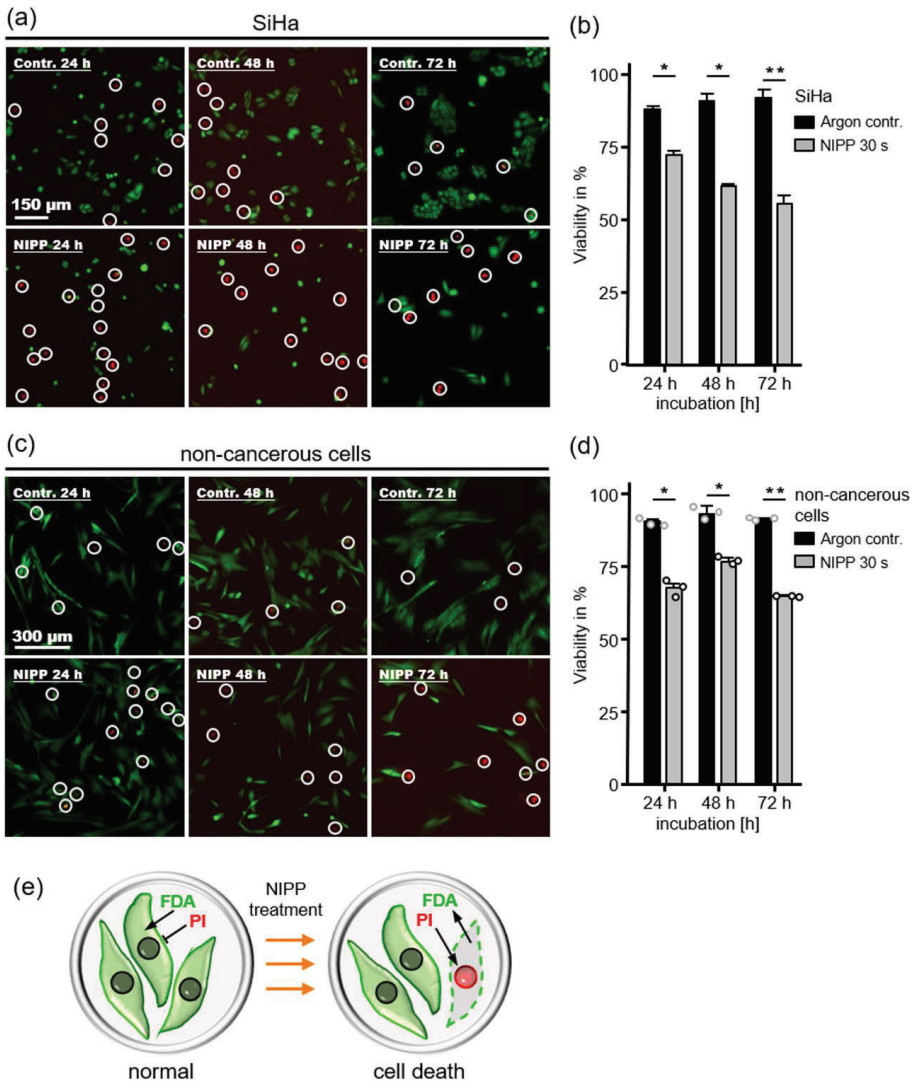 (a)
SiHa
Contr. 24 h
Contr. 48 h
Contr. 72 h
150 µm
NIPP 24 h
NIPP 48 h
NIPP 72 h
(b)
100
75
50
25
0
Viability in %
* * **
SiHa
Argon contr.
NIPP 30 s
24 h 48 h 72 h
incubation [h]
(c)
non-cancerous cells
Contr. 24 h
Contr. 48 h
Contr. 72 h
300 µm
NIPP 24 h
NIPP 48 h
NIPP 72 h
(d)
100
75
50
25
0
Viability in %
* * **
non-cancerous
cells
Argon contr.
NIPP 30 s
24 h 48 h 72 h
incubation [h]
(e)
FDA
PI
NIPP
treatment
FDA
PI
normal
cell death